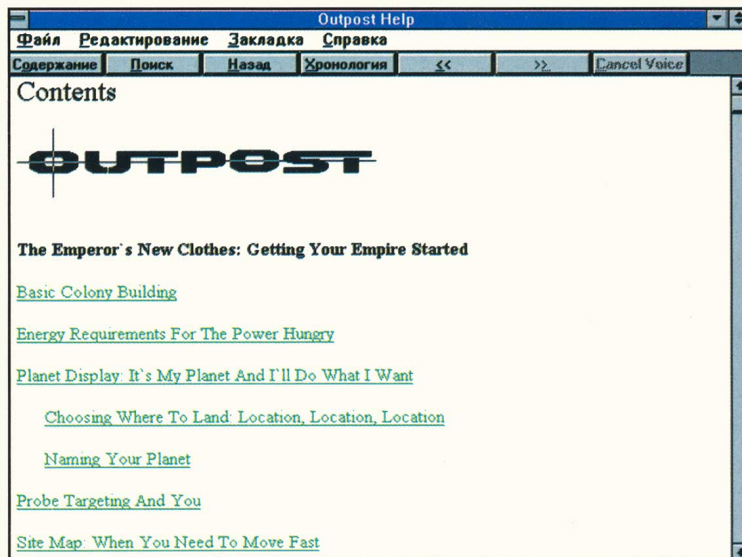 Outpost Help
Файл Редактирование Закладка Справка
Содержание Поиск Назад Хронология << >> Cancel Voice
Contents
OUTPOST
The Emperor`s New Clothes: Getting Your Empire Started
Basic Colony Building
Energy Requirements For The Power Hungry
Planet Display: It`s My Planet And I`ll Do What I Want
Choosing Where To Land: Location, Location, Location
Naming Your Planet
Probe Targeting And You
Site Map: When You Need To Move Fast